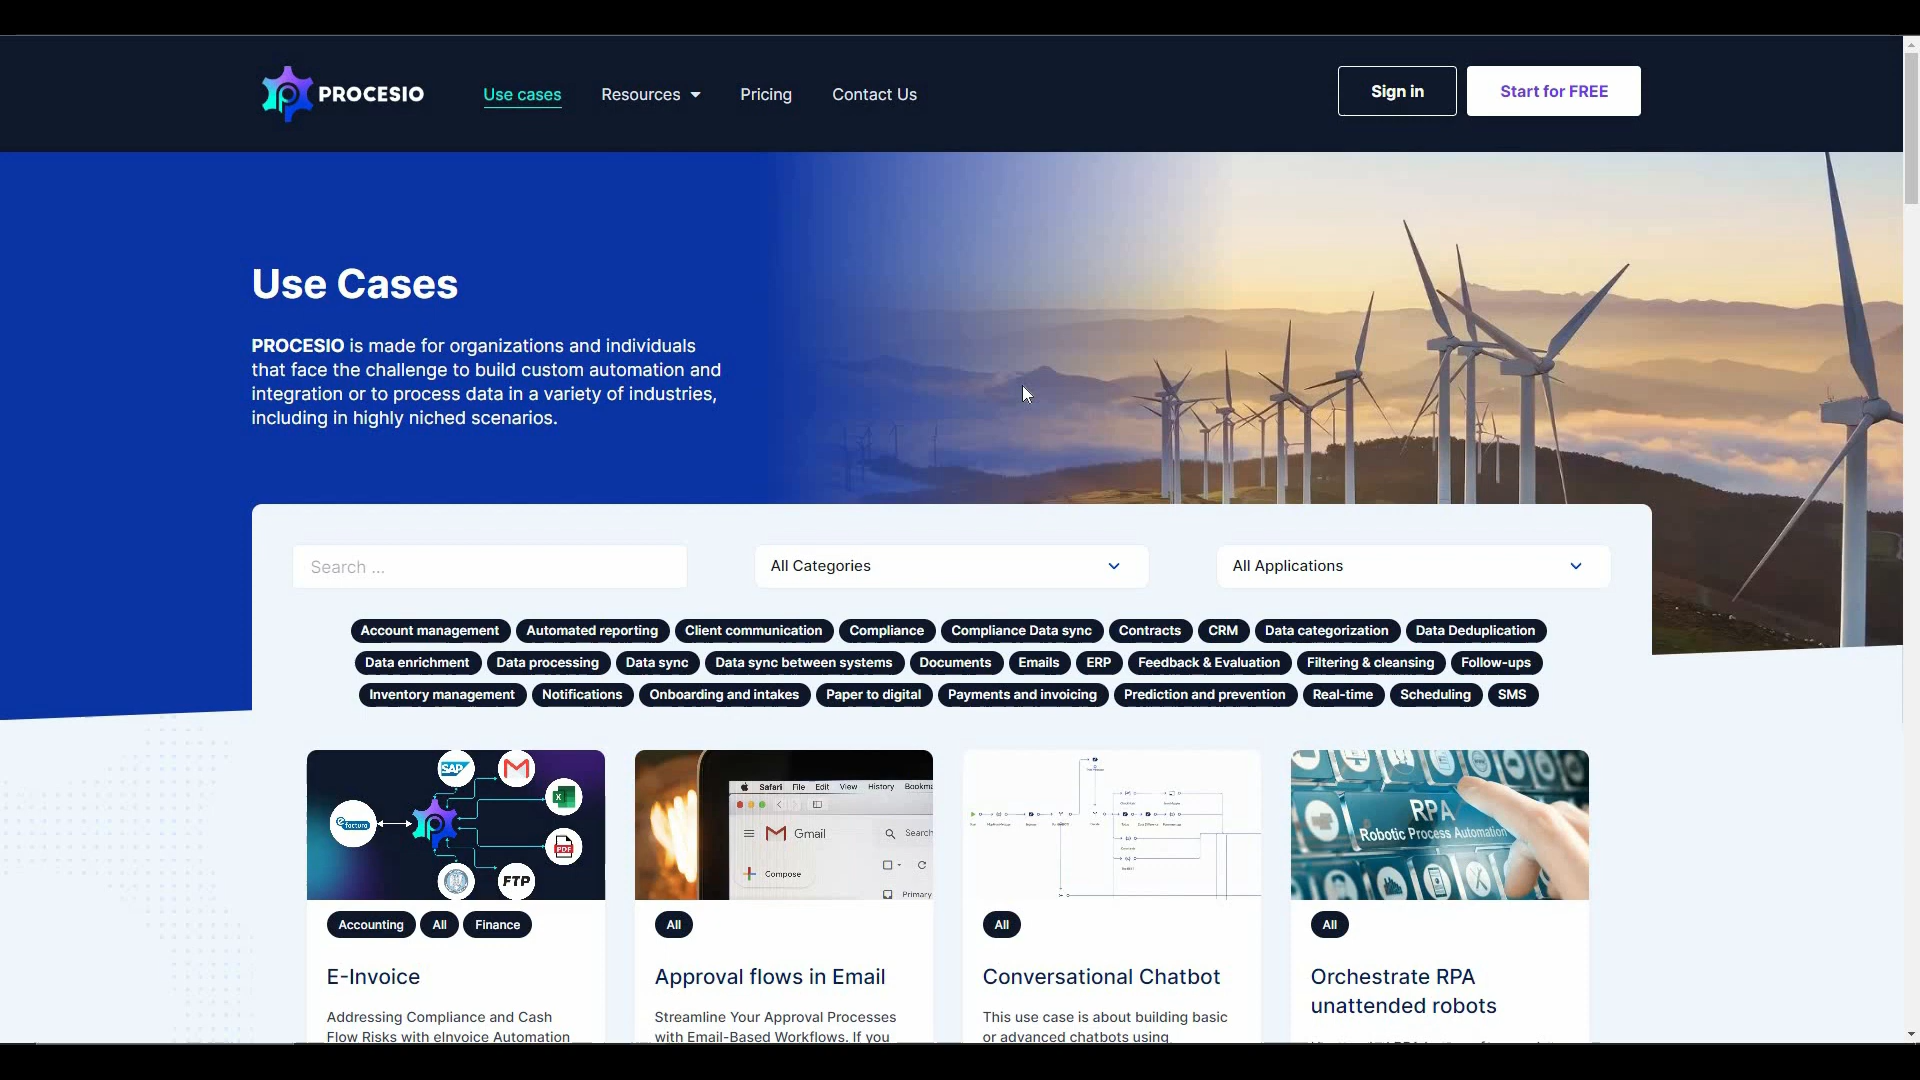 PROCESIO
Use cases
Resources
Pricing
Contact Us
Sign in
Start for FREE
Use Cases
PROCESIO is made for organizations and individuals
that face the challenge to build custom automation and
integration or to process data in a variety of industries,
including in highly niched scenarios.
Search ...
All Categories
All Applications
Account management
Automated reporting
Client communication
Compliance
Compliance Data sync
Contracts
CRM
Data categorization
Data Deduplication
Data enrichment
Data processing
Data sync
Data sync between systems
Documents
Emails
ERP
Feedback & Evaluation
Filtering & cleansing
Follow-ups
Inventory management
Notifications
Onboarding and intakes
Paper to digital
Payments and invoicing
Prediction and prevention
Real-time
Scheduling
SMS
SAP
e-factura
PDF
FTP
Safari File Edit View History Bookma
Gmail
Search
Compose
Primary
RPA
Robotic Process Automation
Accounting
All
Finance
All
All
All
E-Invoice
Approval flows in Email
Conversational Chatbot
Orchestrate RPA
unattended robots
Addressing Compliance and Cash
Flow Risks with eInvoice Automation
Streamline Your Approval Processes
with Email-Based Workflows. If you
This use case is about building basic
or advanced chatbots using